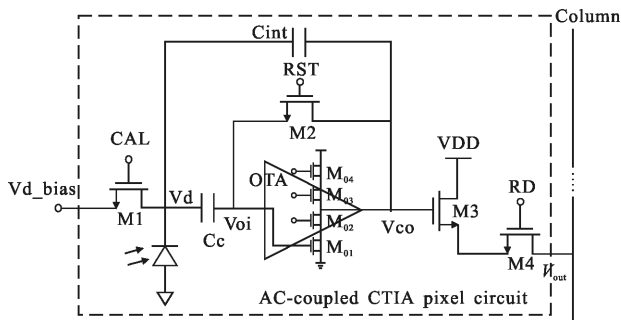 Column
Cint
RST
M2
CAL
VDD
Vd_bias
M1
Vd
Cc
Voi
OTA
M04
M03
M02
M01
Vco
M3
RD
M4
Vout
AC-coupled CTIA pixel circuit